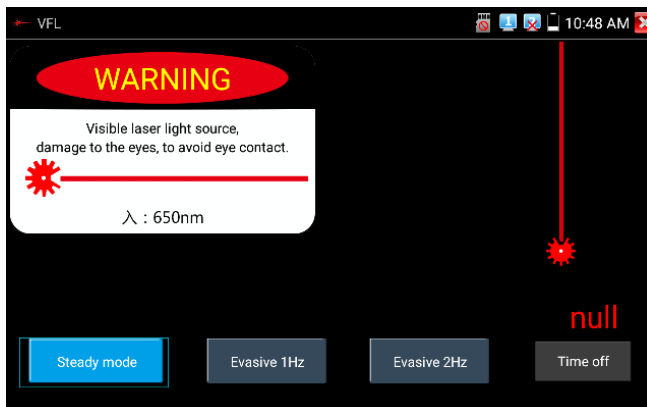 VFL
1
10:48 AM
WARNING
Visible laser light source,
damage to the eyes, to avoid eye contact.
入 : 650nm
null
Steady mode
Evasive 1Hz
Evasive 2Hz
Time off